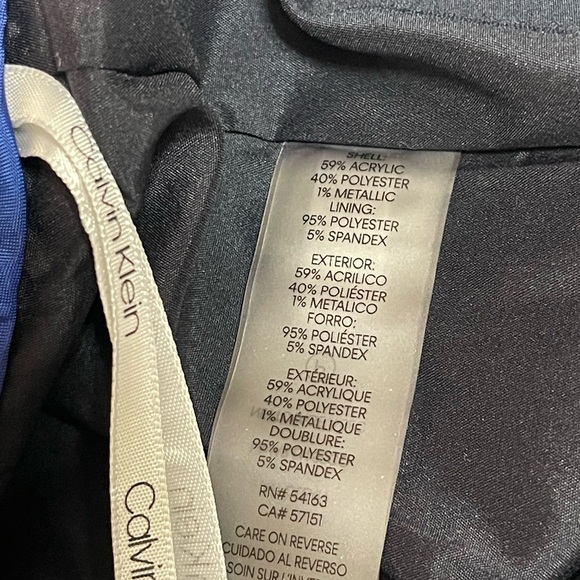 Calvin Klein
Calvin
SHELL:
59% ACRYLIC
40% POLYESTER
1% METALLIC
LINING:
95% POLYESTER
5% SPANDEX
EXTERIOR:
59% ACRILICO
40% POLIÉSTER
1% METALICO
FORRO:
95% POLIÉSTER
5% SPANDEX
EXTÉRIEUR:
59% ACRYLIQUE
40% POLYESTER
1% MÉTALLIQUE
DOUBLURE:
95% POLYESTER
5% SPANDEX
RN# 54163
CA# 57151
CARE ON REVERSE
CUIDADO AL REVERSO
SOIN SUR